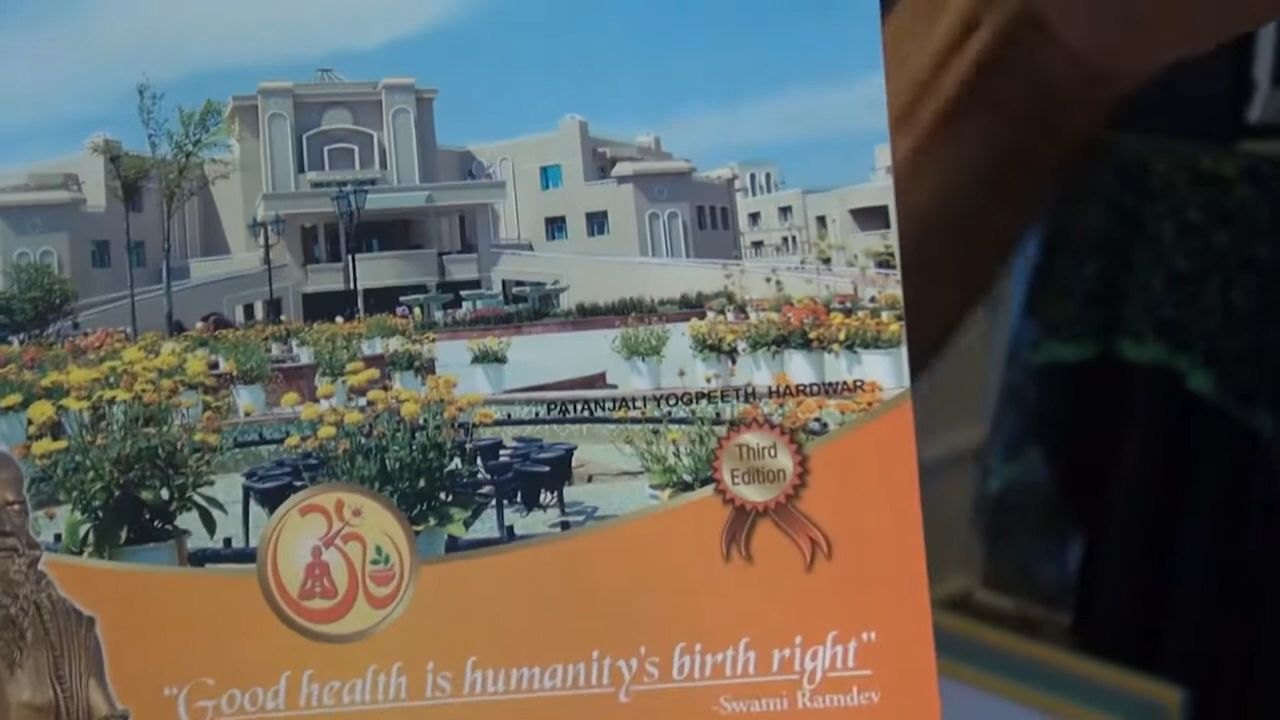 PATANJALI YOGPEETH, HARDWAR
Third
Edition
"Good health is humanity's birth right"
-Swami Ramdev